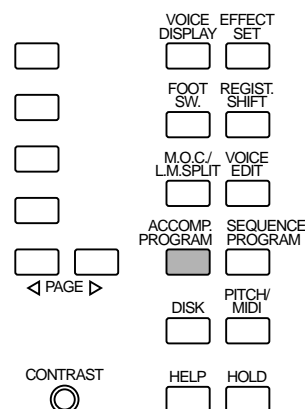 VOICE DISPLAY
EFFECT SET
FOOT SW.
REGIST. SHIFT
M.O.C./ L.M.SPLIT
VOICE EDIT
ACCOMP. PROGRAM
SEQUENCE PROGRAM
PAGE
DISK
PITCH/ MIDI
CONTRAST
HELP
HOLD